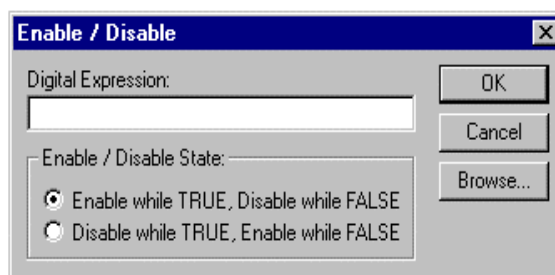 Enable / Disable
Digital Expression:
OK
Cancel
Enable / Disable State:
Browse...
Enable while TRUE, Disable while FALSE
Disable while TRUE, Enable while FALSE